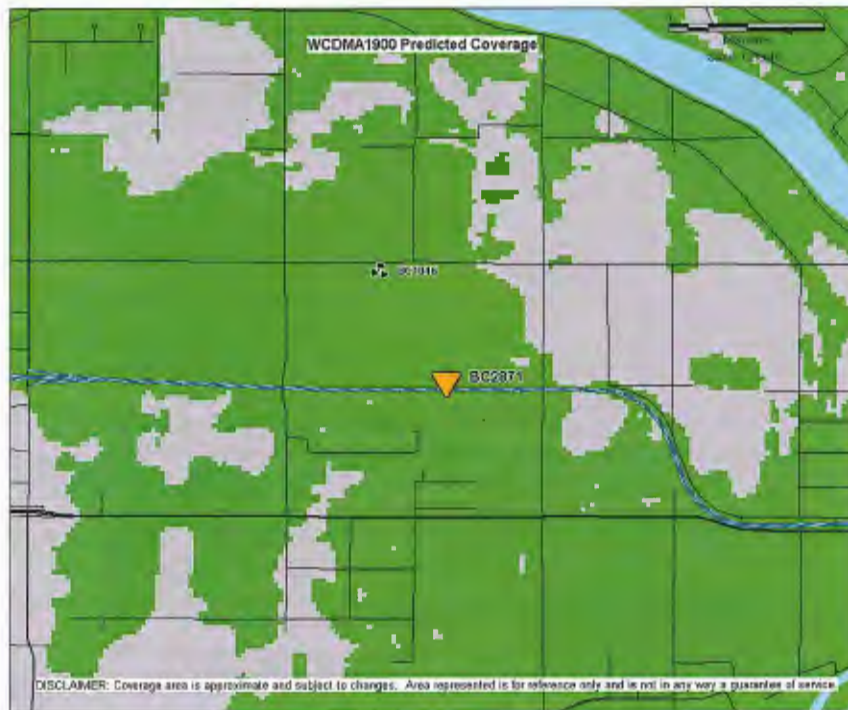 WCDMA1900 Predicted Coverage
BC2871
DISCLAIMER: Coverage area is approximate and subject to changes. Area represented is for reference only and is not in any way a guarantee of service.